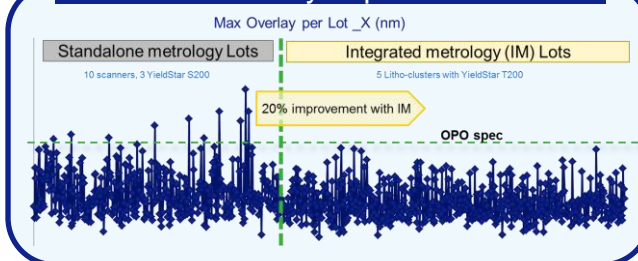 Max Overlay per Lot _X (nm)
Standalone metrology Lots
Integrated metrology (IM) Lots
10 scanners, 3 YieldStar S200
5 Litho-clusters with YieldStar T200
20% improvement with IM
OPO spec